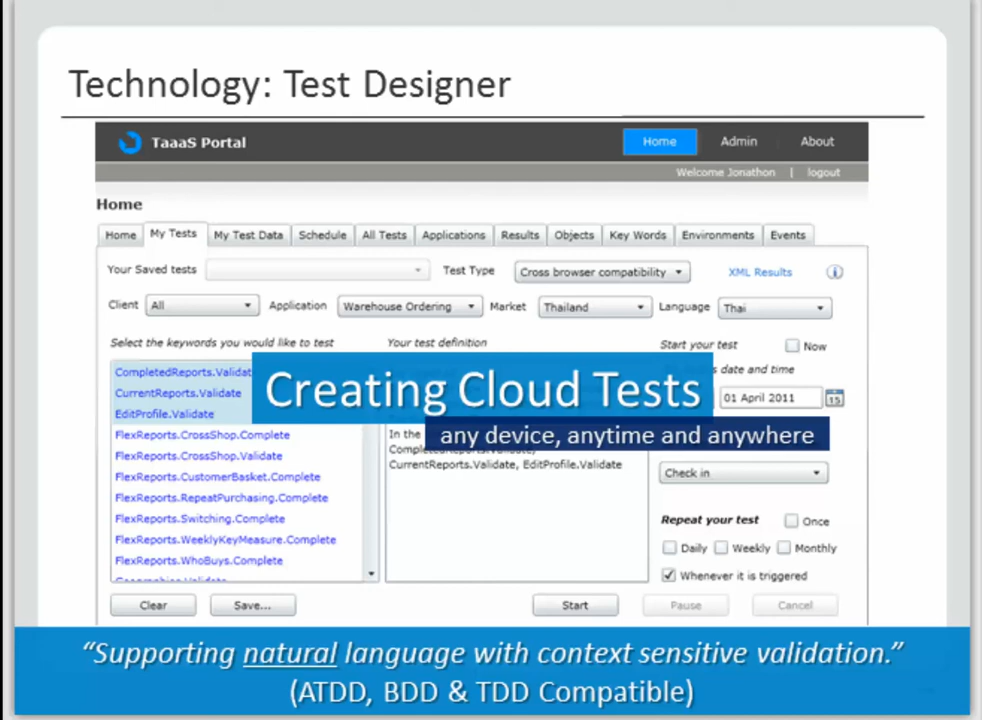 Technology: Test Designer
TaaaS Portal
Home Admin About
Welcome Jonathon | logout
Home
Home My Tests My Test Data Schedule All Tests Applications Results Objects Key Words Environments Events
Your Saved tests Test Type Cross browser compatibility XML Results
Client All Application Warehouse Ordering Market Thailand Language Thai
Select the keywords you would like to test Your test definition Start your test Now
CompletedReports.Validat date and time
CurrentReports.Validate Creating Cloud Tests 01 April 2011 15
EditProfile.Validate
FlexReports.CrossShop.Complete In the any device, anytime and anywhere
FlexReports.CrossShop.Validate CurrentReports.Validate, EditProfile.Validate
FlexReports.CustomerBasket.Complete Check in
FlexReports.RepeatPurchasing.Complete
FlexReports.Switching.Complete Repeat your test Once
FlexReports.WeeklyKeyMeasure.Complete Daily Weekly Monthly
FlexReports.WhoBuys.Complete
Whenever it is triggered
Clear Save... Start Pause Cancel
“Supporting natural language with context sensitive validation.”
(ATDD, BDD & TDD Compatible)